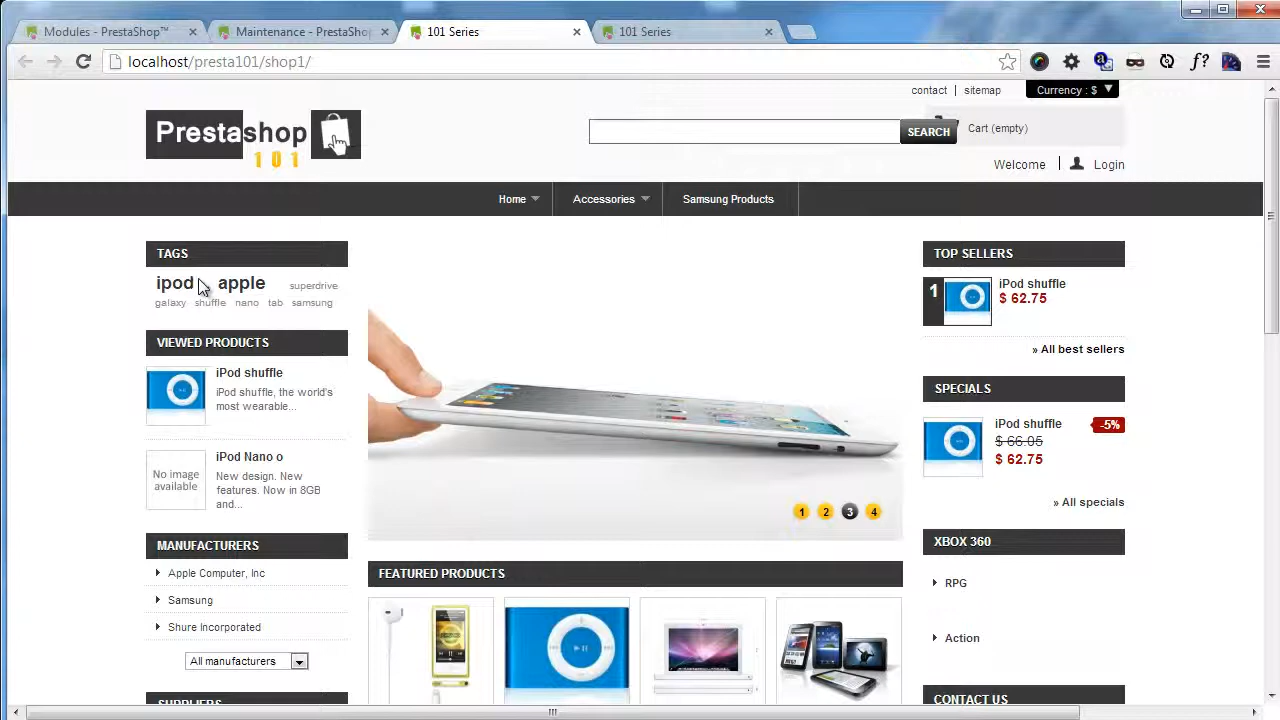 Modules - PrestaShop™
Maintenance - PrestaSho
101 Series
101 Series
localhost/presta101/shop1/
contact
sitemap
Currency : $
Prestashop
101
SEARCH
Cart (empty)
Welcome
Login
Home
Accessories
Samsung Products
TAGS
ipod apple superdrive
galaxy shuffle nano tab samsung
VIEWED PRODUCTS
iPod shuffle
iPod shuffle, the world's
most wearable...
No image
available
iPod Nano o
New design. New
features. Now in 8GB
and...
MANUFACTURERS
Apple Computer, Inc
Samsung
Shure Incorporated
All manufacturers
SUPPLIERS
1 2 3 4
FEATURED PRODUCTS
TOP SELLERS
1
iPod shuffle
$ 62.75
» All best sellers
SPECIALS
iPod shuffle
-5%
$ 66.05
$ 62.75
» All specials
XBOX 360
RPG
Action
CONTACT US